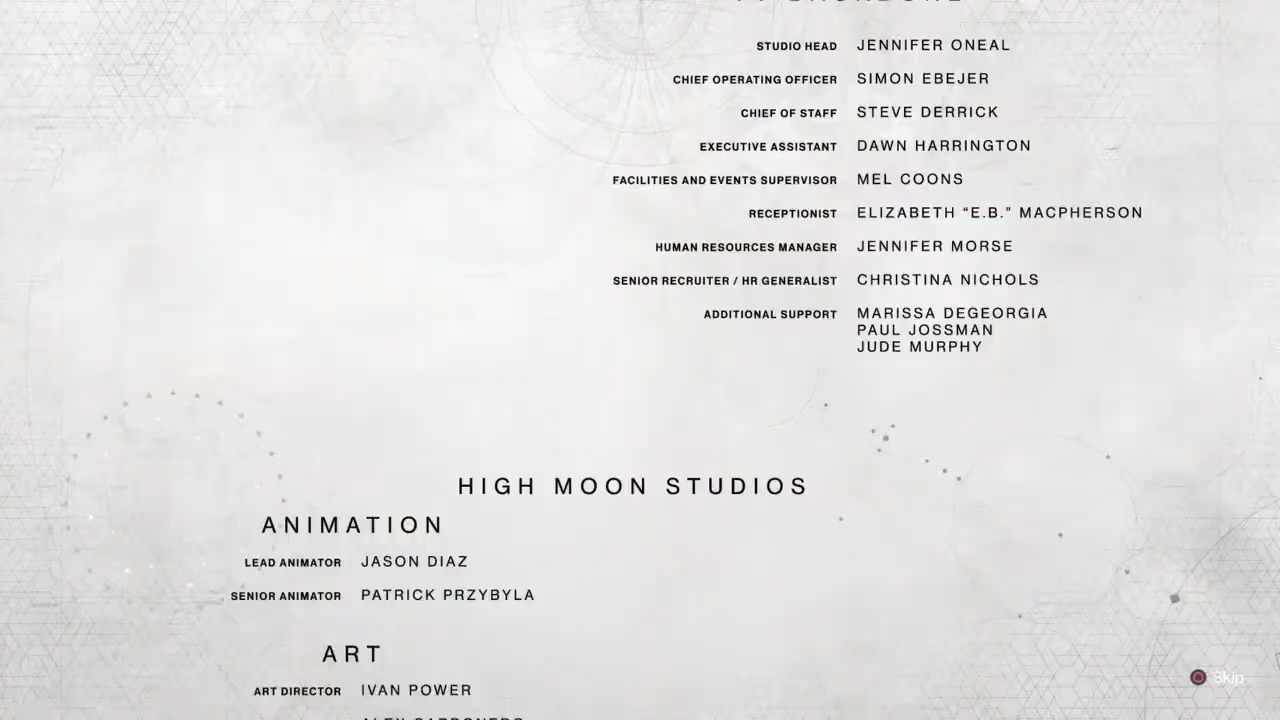 STUDIO HEAD JENNIFER ONEAL
CHIEF OPERATING OFFICER SIMON EBEJER
CHIEF OF STAFF STEVE DERRICK
EXECUTIVE ASSISTANT DAWN HARRINGTON
FACILITIES AND EVENTS SUPERVISOR MEL COONS
RECEPTIONIST ELIZABETH “E.B.” MACPHERSON
HUMAN RESOURCES MANAGER JENNIFER MORSE
SENIOR RECRUITER / HR GENERALIST CHRISTINA NICHOLS
ADDITIONAL SUPPORT MARISSA DEGEORGIA
PAUL JOSSMAN
JUDE MURPHY
HIGH MOON STUDIOS
ANIMATION
LEAD ANIMATOR JASON DIAZ
SENIOR ANIMATOR PATRICK PRZYBYLA
ART
ART DIRECTOR IVAN POWER
Skip